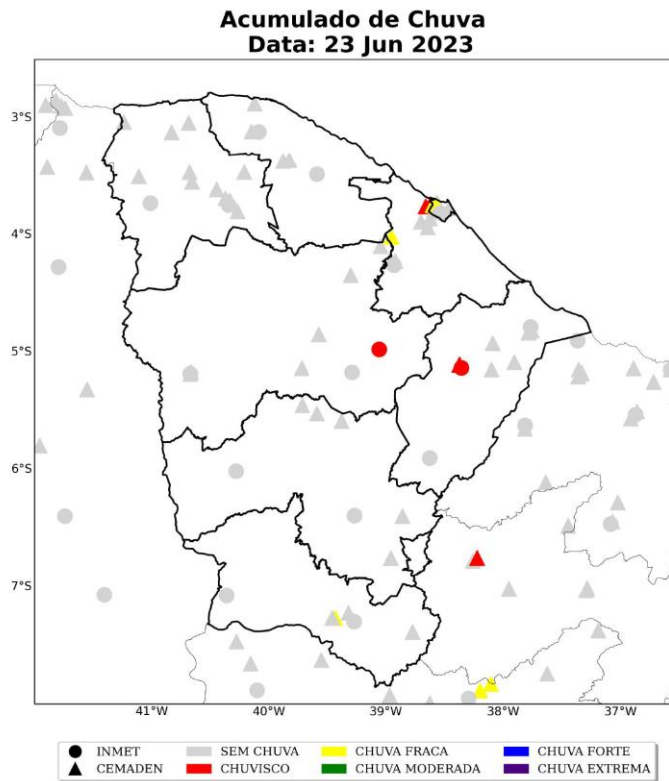 Acumulado de Chuva
Data: 23 Jun 2023
3°S
4°S
5°S
6°S
7°S
41°W 40°W 39°W 38°W 37°W
INMET SEM CHUVA CHUVA FRACA CHUVA FORTE
CEMADEN CHUVISCO CHUVA MODERADA CHUVA EXTREMA